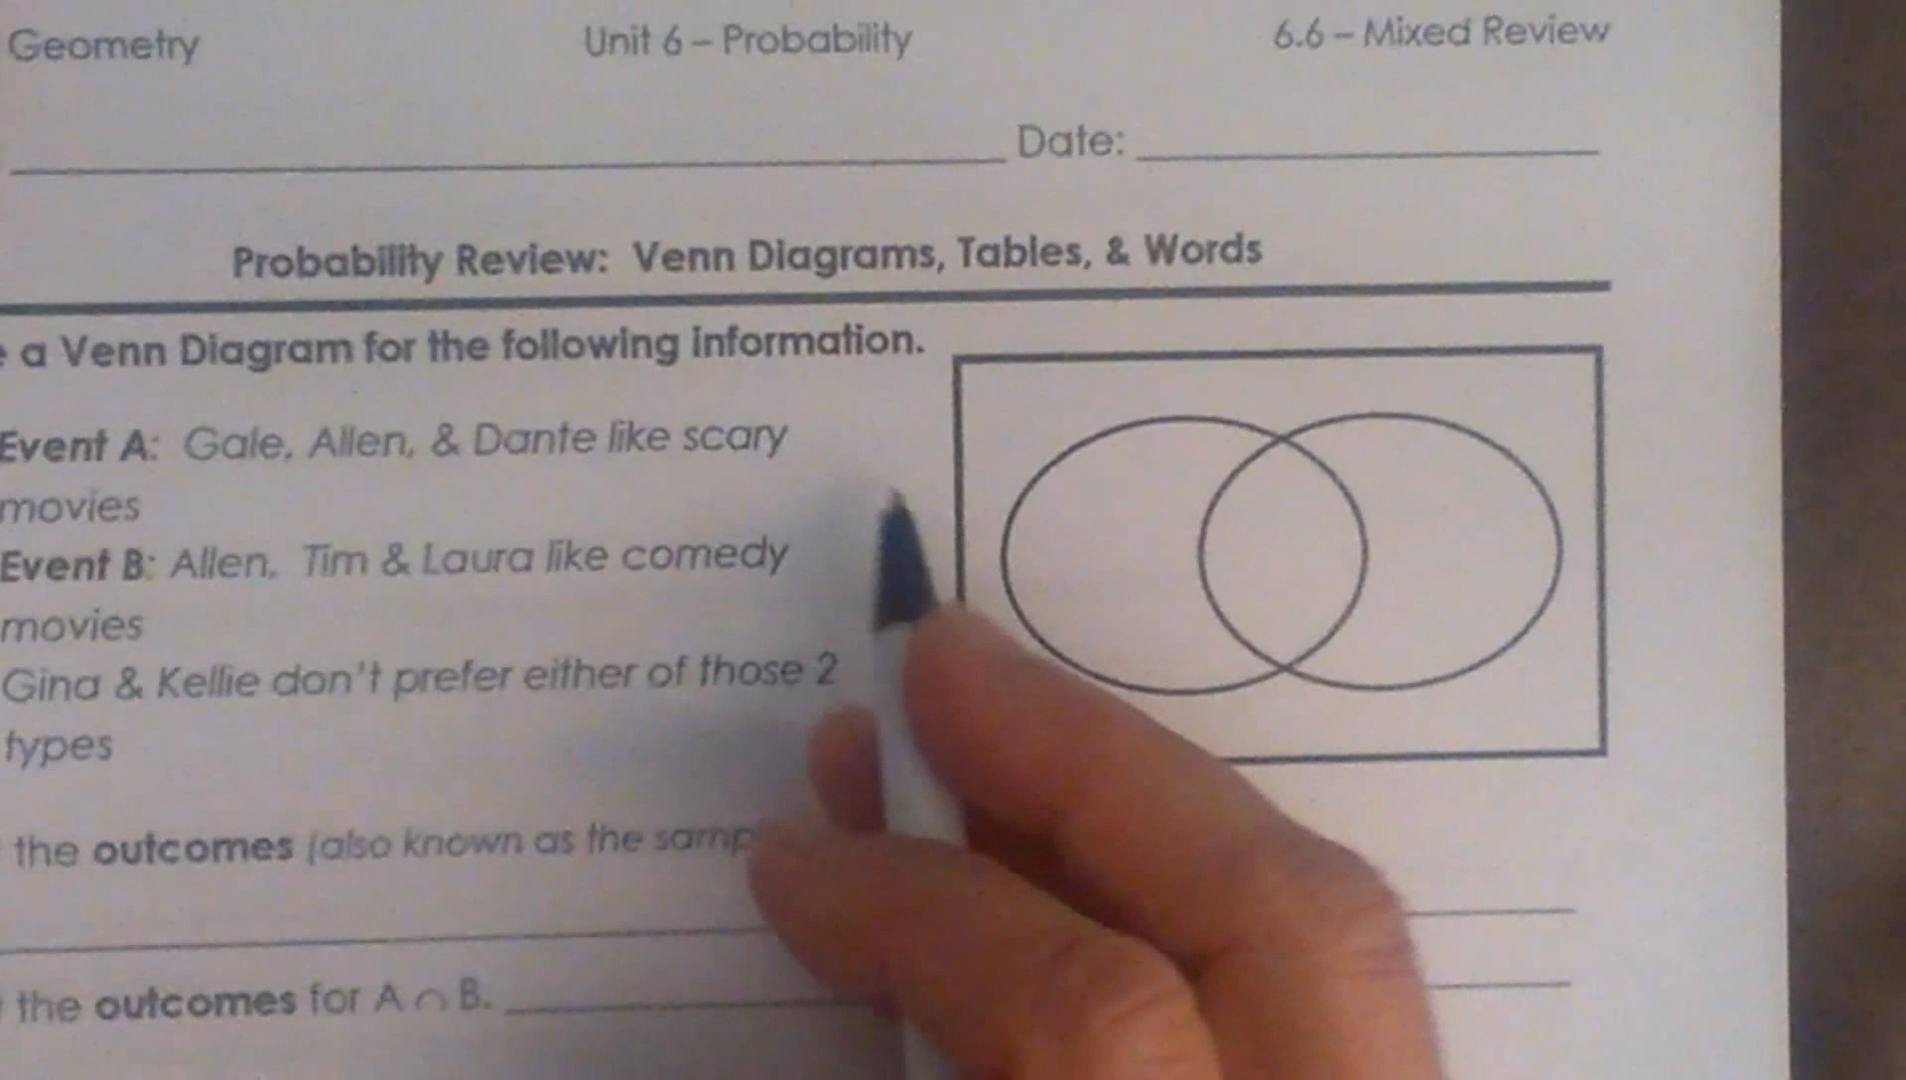 Geometry Unit 6 – Probability 6.6 – Mixed Review
Date:
Probability Review: Venn Diagrams, Tables, & Words
a Venn Diagram for the following information.
Event A: Gale, Allen, & Dante like scary
movies
Event B: Allen, Tim & Laura like comedy
movies
Gina & Kellie don't prefer either of those 2
types
the outcomes (also known as the samp
the outcomes for A ∩ B.